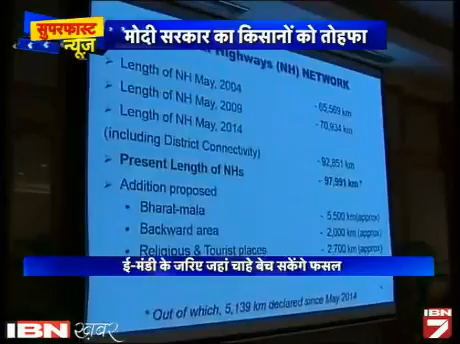 सुपरफास्ट
न्यूज़
मोदी सरकार का किसानों को तोहफा
Highways (NH) NETWORK
Length of NH May, 2004
Length of NH May, 2009 - 65,569 km
Length of NH May, 2014 - 70,934 km
(including District Connectivity)
- 92,851 km
Present Length of NHs - 97,991 km *
Addition proposed
• Bharat-mala - 5,500 km(approx)
• Backward area - 2,000 km (approx)
• Religious & Tourist places - 2,700 km(approx)
ई-मंडी के जरिए जहां चाहे बेच सकेंगे फसल
* Out of which, 5,139 km declared since May 2014
IBN ख़बर
IBN 7